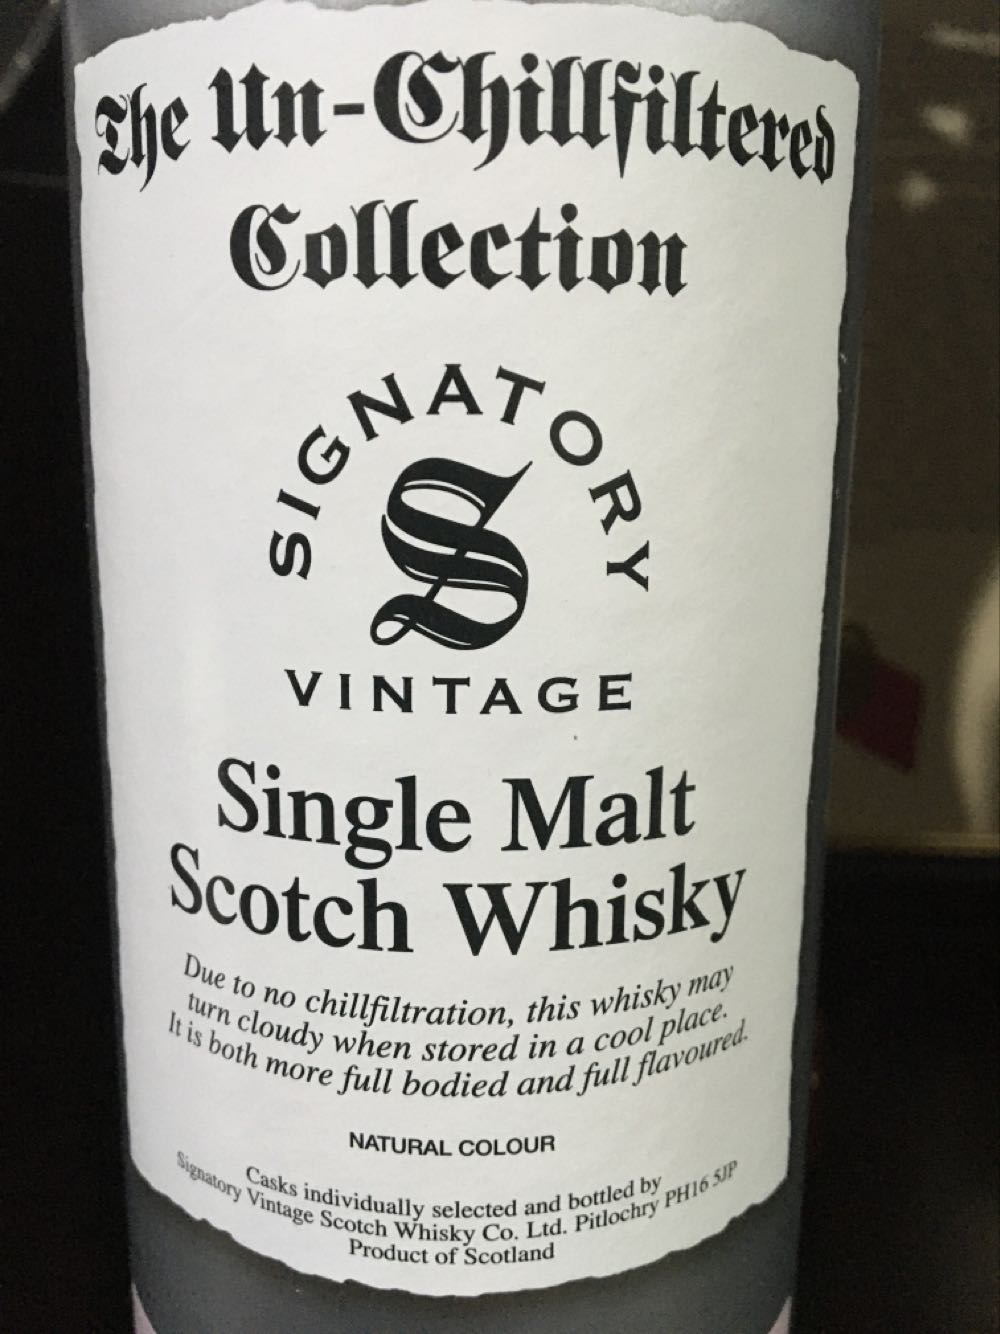 The Un-Chillfiltered
Collection
SIGNATORY
S
VINTAGE
Single Malt
Scotch Whisky
Due to no chillfiltration, this whisky may
turn cloudy when stored in a cool place.
It is both more full bodied and full flavoured.
NATURAL COLOUR
Casks individually selected and bottled by
Signatory Vintage Scotch Whisky Co. Ltd. Pitlochry PH16 5JP
Product of Scotland